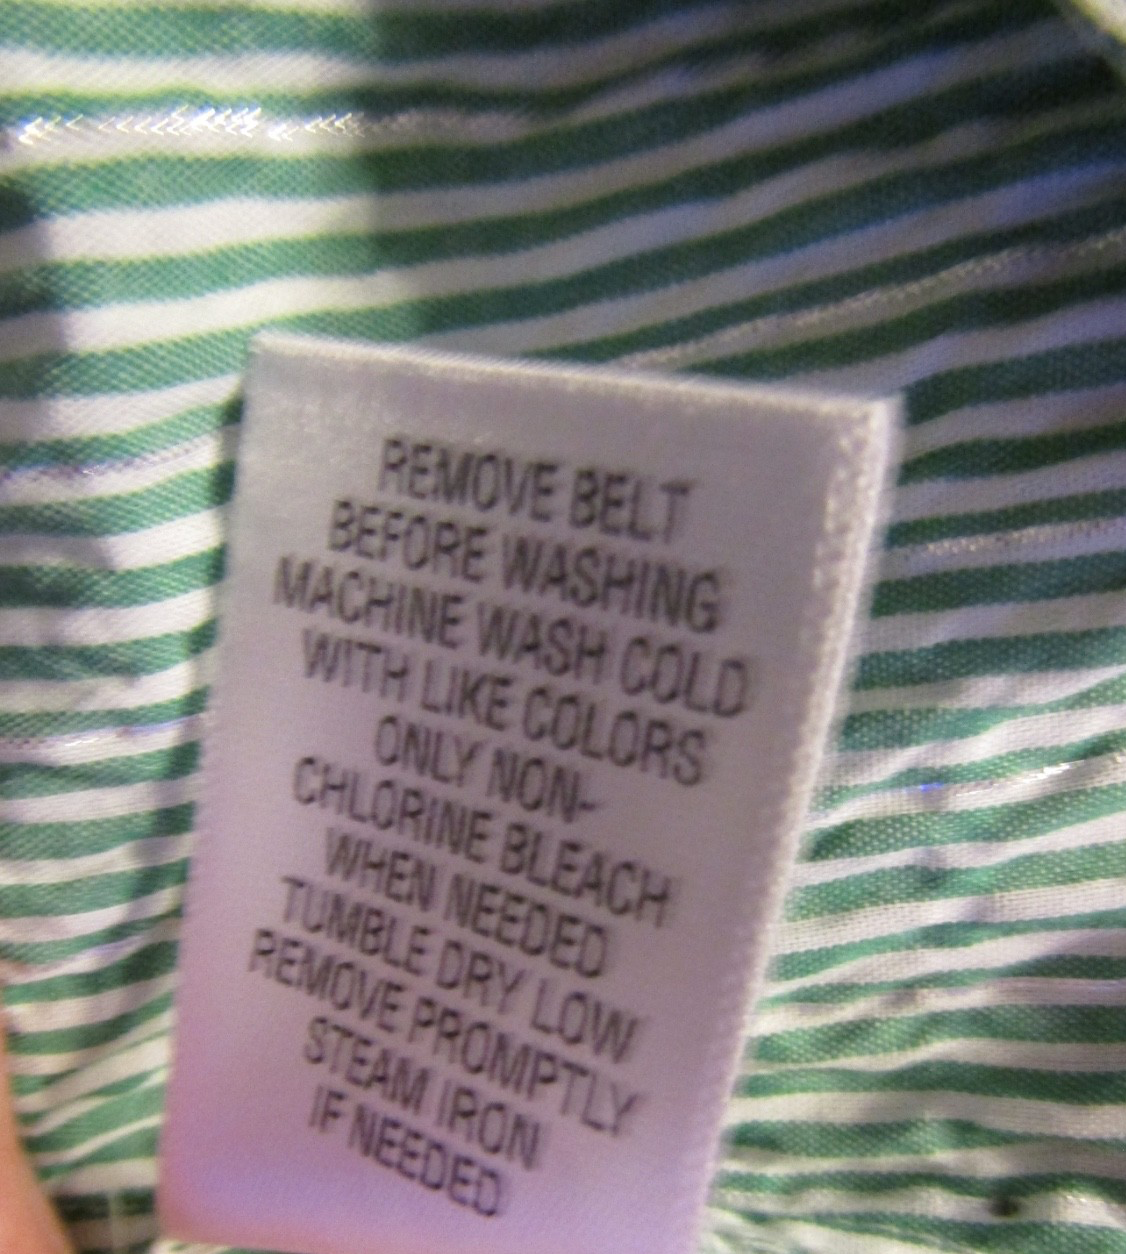 REMOVE BELT
BEFORE WASHING
MACHINE WASH COLD
WITH LIKE COLORS
ONLY NON-
CHLORINE BLEACH
WHEN NEEDED
TUMBLE DRY LOW
REMOVE PROMPTLY
STEAM IRON
IF NEEDED